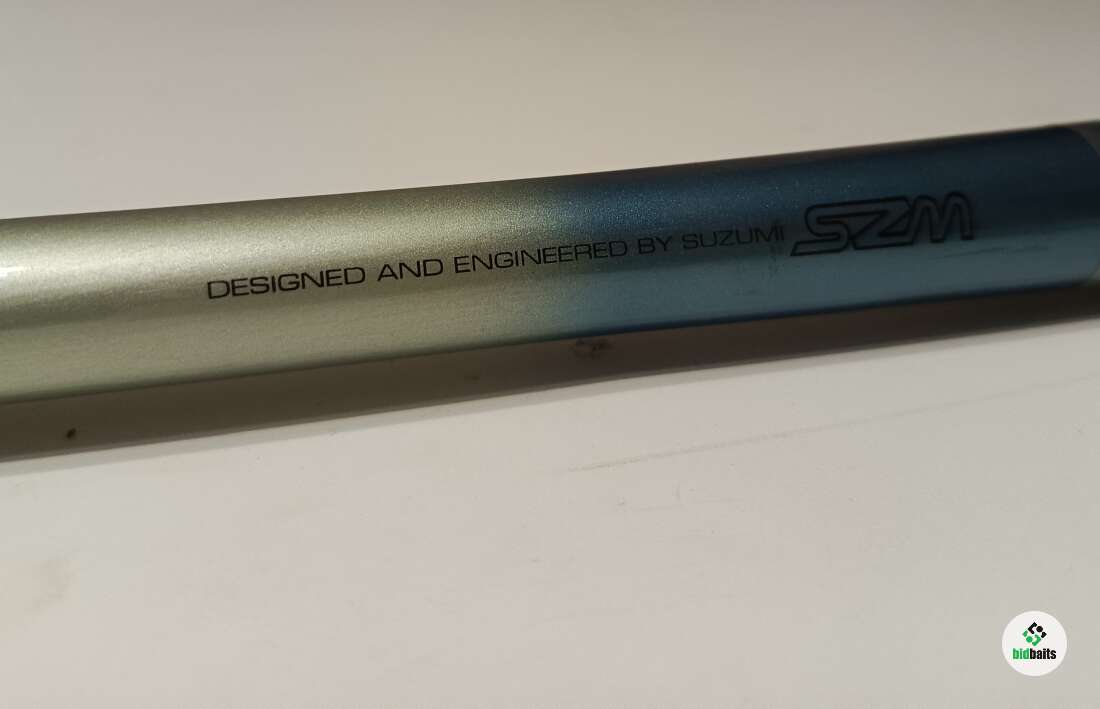 DESIGNED AND ENGINEERED BY SUZUMI SZM
bidbaits